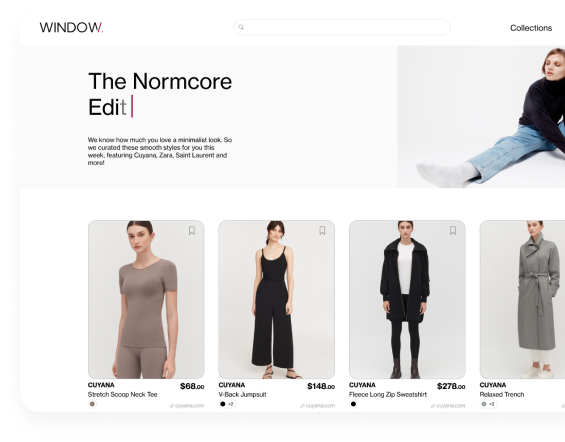 WINDOW.
Collections
The Normcore
Edit
We know how much you love a minimalist look. So
we curated these smooth styles for you this
week, featuring Cuyana, Zara, Saint Laurent and
more!
CUYANA $68.00
Stretch Scoop Neck Tee
cuyana.com
CUYANA $148.00
V-Back Jumpsuit
+2 cuyana.com
CUYANA $278.00
Fleece Long Zip Sweatshirt
cuyana.com
CUYANA
Relaxed Trench
+2